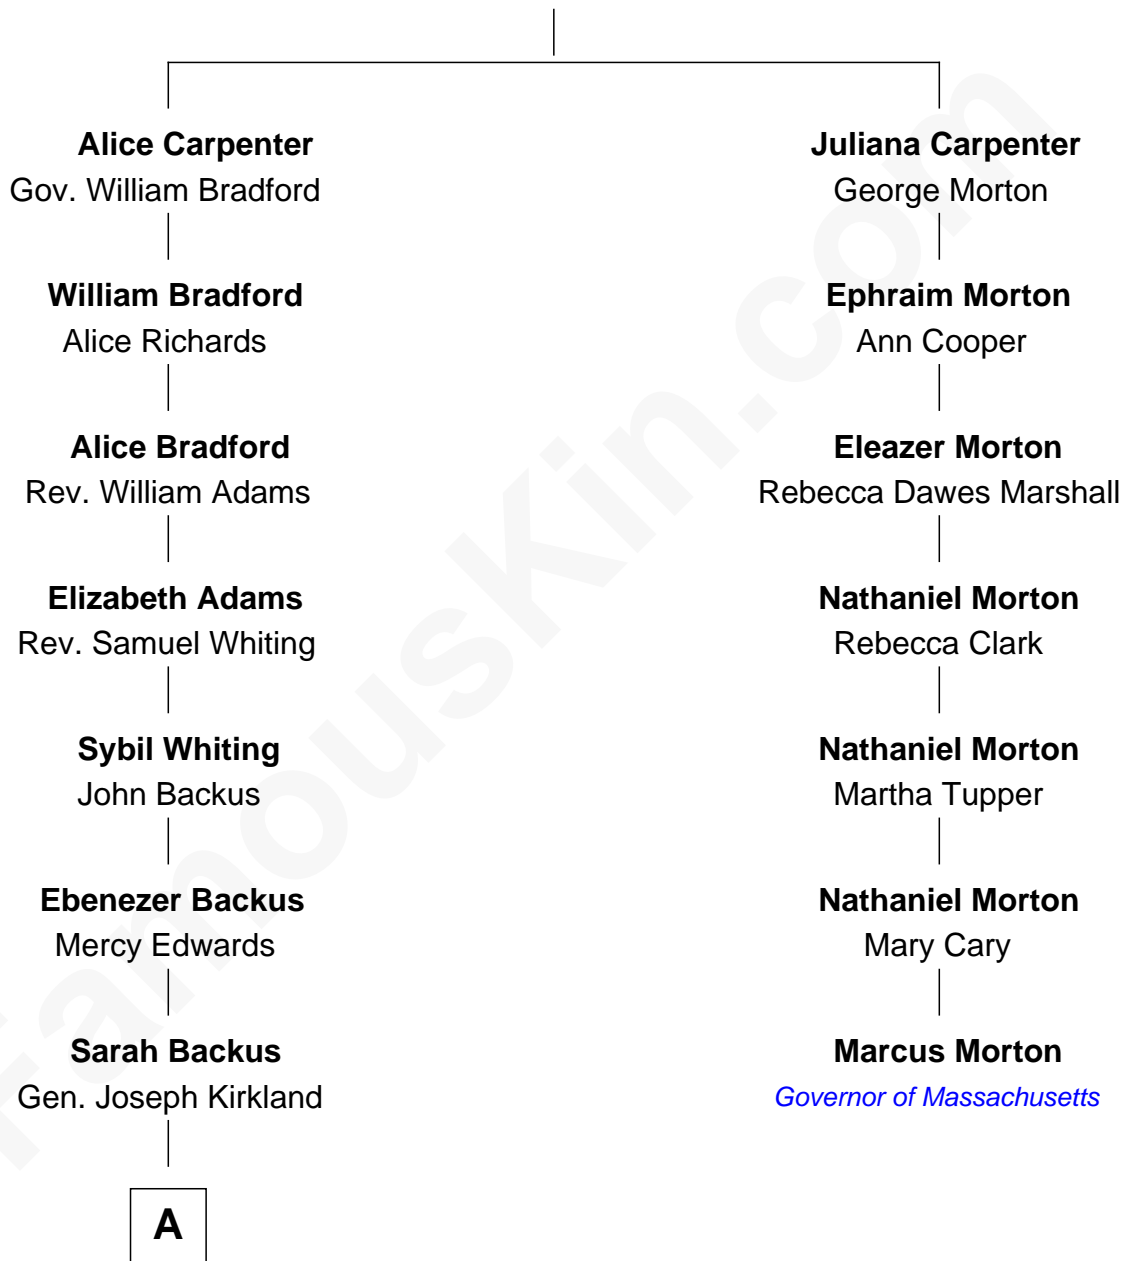 Alice Carpenter
Gov. William Bradford
William Bradford
Alice Richards
Alice Bradford
Rev. William Adams
Elizabeth Adams
Rev. Samuel Whiting
Sybil Whiting
John Backus
Ebenezer Backus
Mercy Edwards
Sarah Backus
Gen. Joseph Kirkland
A
Juliana Carpenter
George Morton
Ephraim Morton
Ann Cooper
Eleazer Morton
Rebecca Dawes Marshall
Nathaniel Morton
Rebecca Clark
Nathaniel Morton
Martha Tupper
Nathaniel Morton
Mary Cary
Marcus Morton
Governor of Massachusetts
FamousKin.com